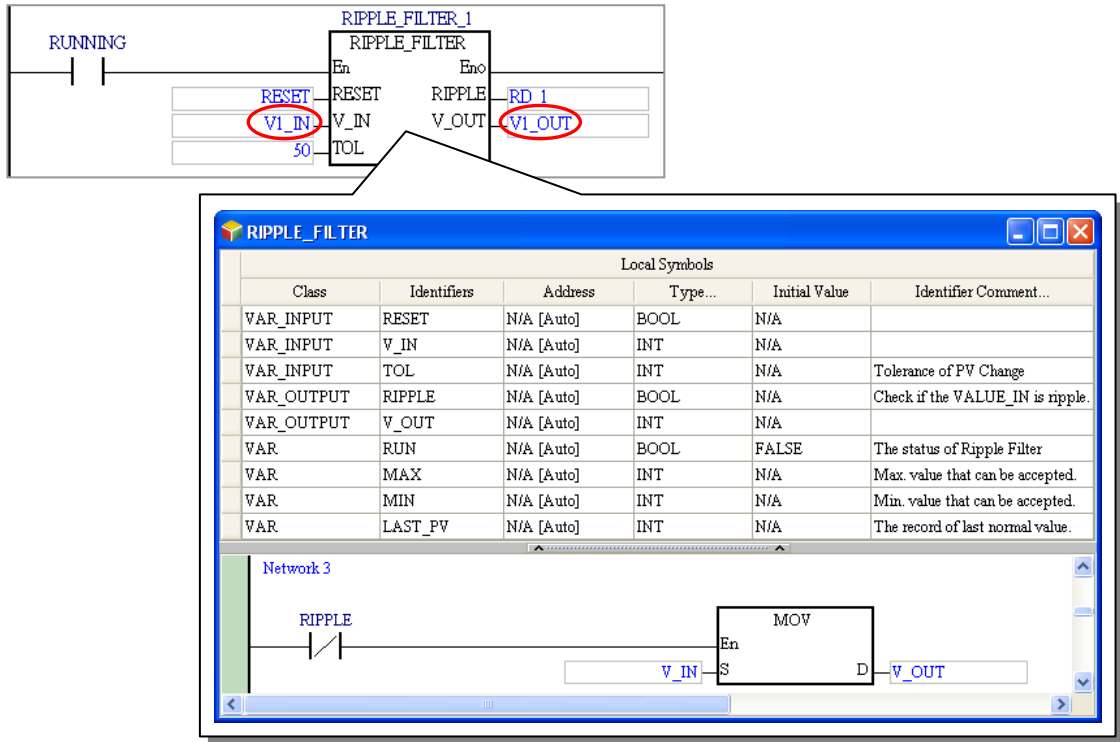 RIPPLE_FILTER_1
RUNNING
RIPPLE_FILTER
En Eno
RESET RESET RIPPLE RD_1
V1_IN V_IN V_OUT V1_OUT
50 TOL
RIPPLE_FILTER
Local Symbols
Class Identifiers Address Type... Initial Value Identifier Comment...
VAR_INPUT RESET N/A [Auto] BOOL N/A
VAR_INPUT V_IN N/A [Auto] INT N/A
VAR_INPUT TOL N/A [Auto] INT N/A Tolerance of PV Change
VAR_OUTPUT RIPPLE N/A [Auto] BOOL N/A Check if the VALUE_IN is ripple.
VAR_OUTPUT V_OUT N/A [Auto] INT N/A
VAR RUN N/A [Auto] BOOL FALSE The status of Ripple Filter
VAR MAX N/A [Auto] INT N/A Max. value that can be accepted.
VAR MIN N/A [Auto] INT N/A Min. value that can be accepted.
VAR LAST_PV N/A [Auto] INT N/A The record of last normal value.
Network 3
RIPPLE MOV
En
V_IN S D V_OUT